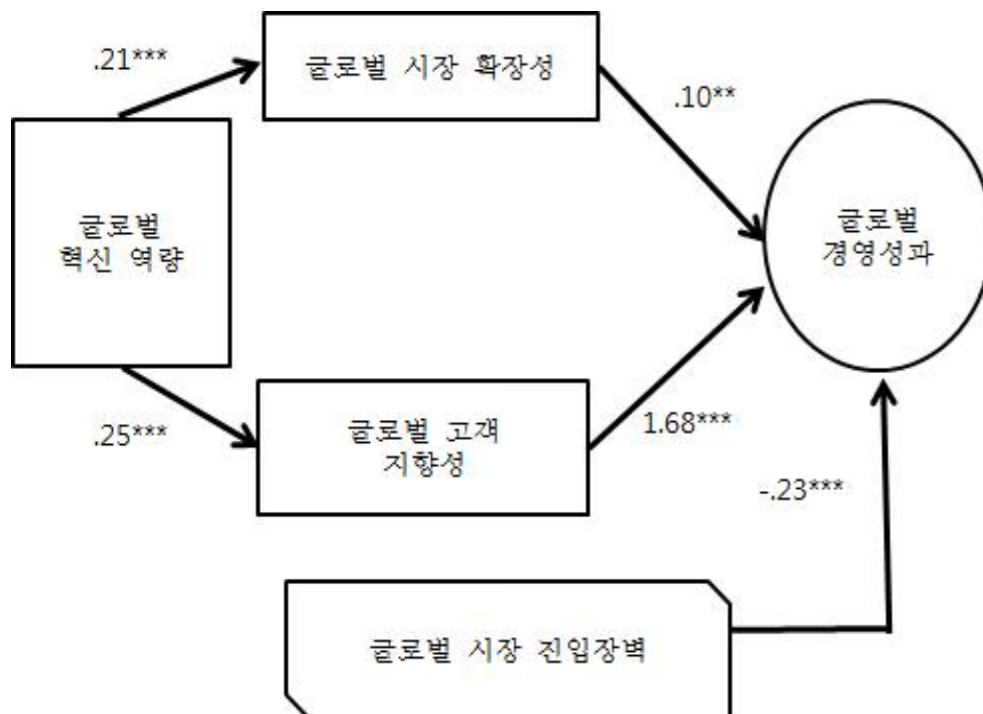 .21***
글로벌 시장 확장성
.10**
글로벌
혁신 역량
글로벌
경영성과
.25***
글로벌 고객
지향성
1.68***
-.23***
글로벌 시장 진입장벽